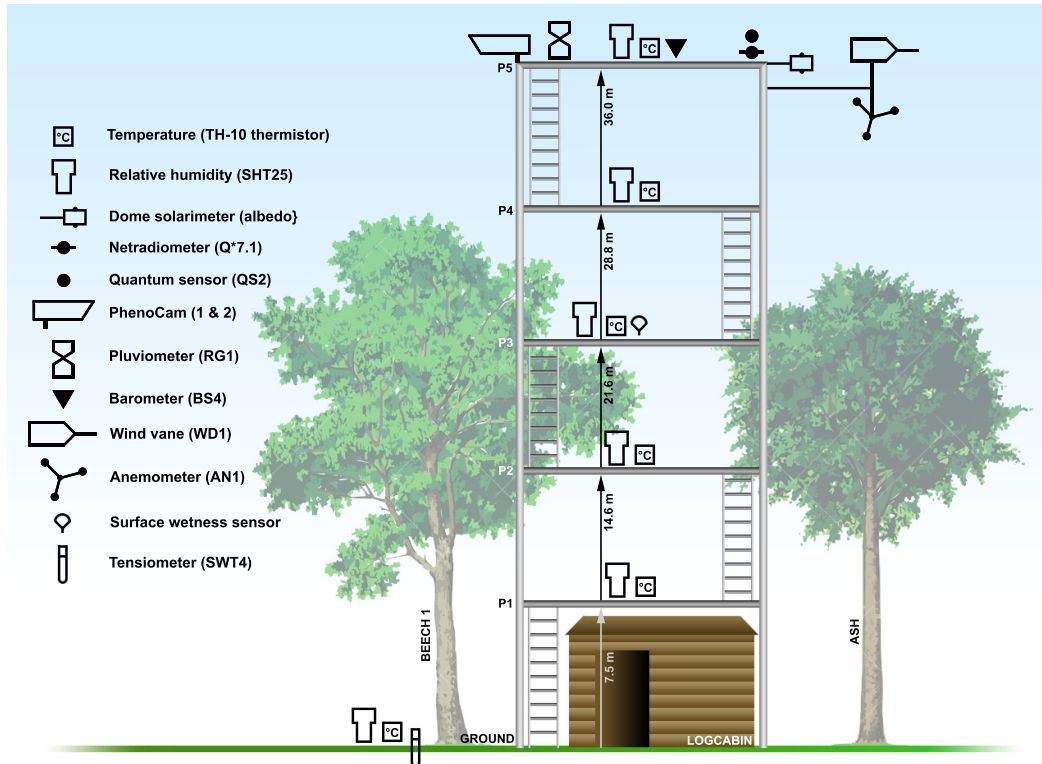 P5
°C
36.0 m
°C
Temperature (TH-10 thermistor)
Relative humidity (SHT25)
°C
P4
Dome solarimeter (albedo}
Netradiometer (Q*7.1)
28.8 m
Quantum sensor (QS2)
PhenoCam (1 & 2)
°C
P3
Pluviometer (RG1)
21.6 m
Barometer (BS4)
Wind vane (WD1)
°C
P2
Anemometer (AN1)
14.6 m
Surface wetness sensor
Tensiometer (SWT4)
°C
P1
BEECH 1
ASH
7.5 m
°C
GROUND
LOGCABIN